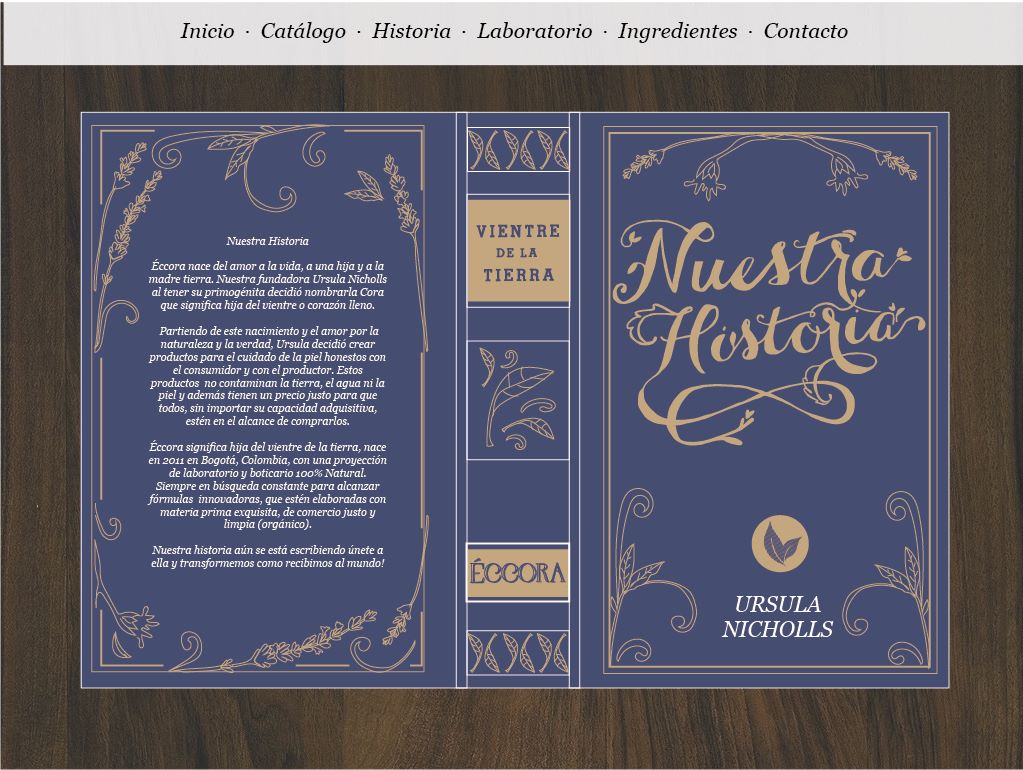 Inicio · Catálogo · Historia · Laboratorio · Ingredientes · Contacto
Nuestra Historia
Éccora nace del amor a la vida, a una hija y a la
madre tierra. Nuestra fundadora Ursula Nicholls
al tener su primogénita decidió nombrarla Cora
que significa hija del vientre o corazón lleno.
Partiendo de este nacimiento y el amor por la
naturaleza y la verdad, Ursula decidió crear
productos para el cuidado de la piel honestos con
el consumidor y con el productor. Estos
productos no contaminan la tierra, el agua ni la
piel y además tienen un precio justo para que
todos, sin importar su capacidad adquisitiva,
estén en el alcance de comprarlos.
Éccora significa hija del vientre de la tierra, nace
en 2011 en Bogotá, Colombia, con una proyección
de laboratorio y boticario 100% Natural.
Siempre en búsqueda constante para alcanzar
fórmulas innovadoras, que estén elaboradas con
materia prima exquisita, de comercio justo y
limpia (orgánico).
Nuestra historia aún se está escribiendo únete a
ella y transformemos como recibimos al mundo!
VIENTRE
DE LA
TIERRA
ÉCCORA
Nuestra
Historia
URSULA
NICHOLLS